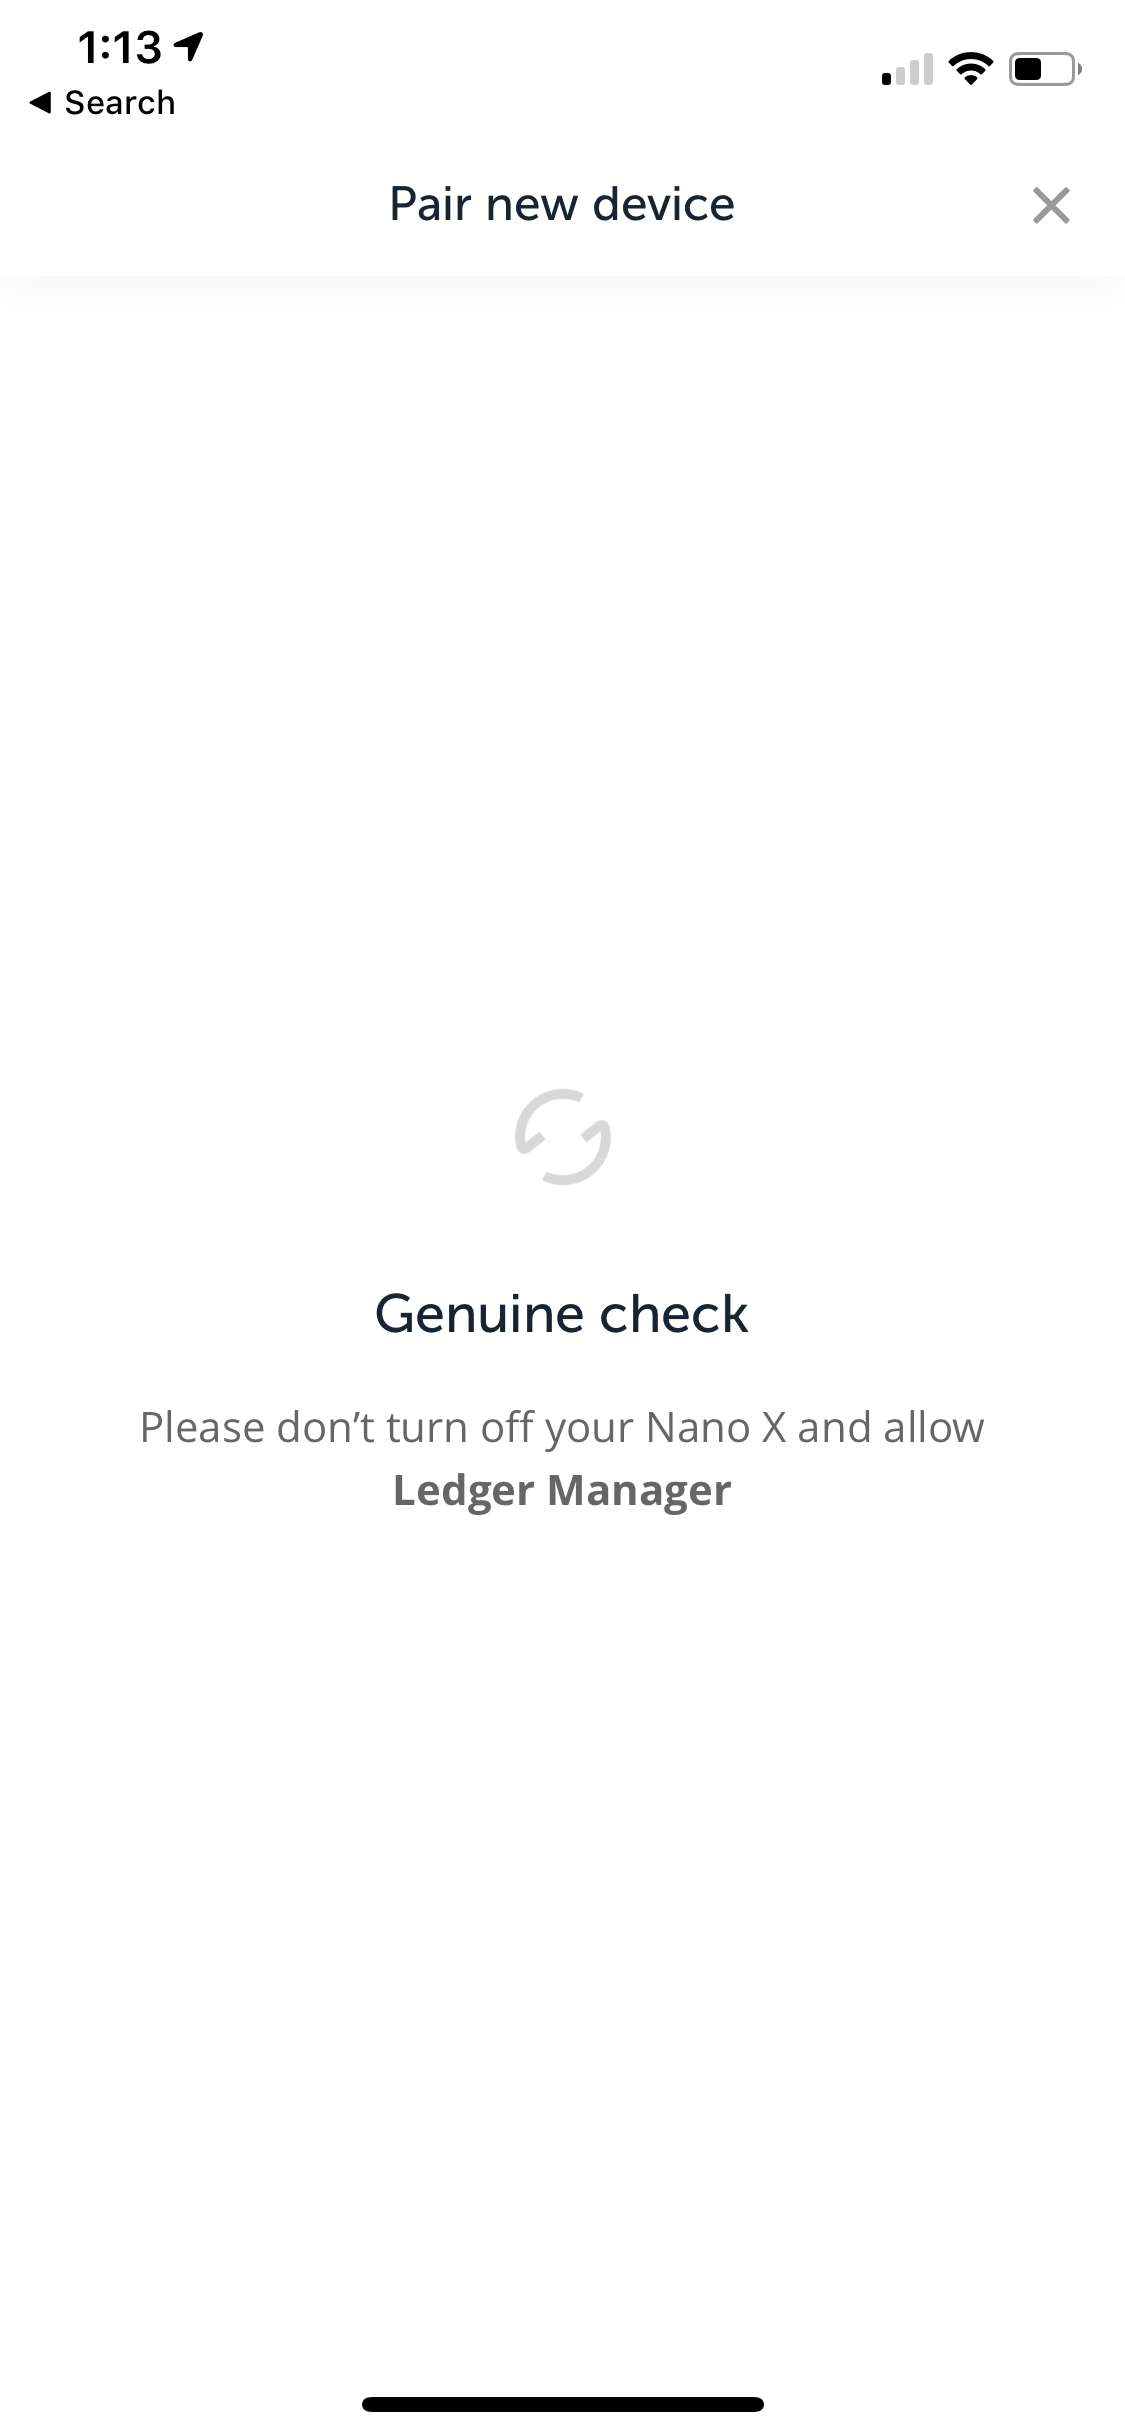 1:13
◀ Search
Pair new device
Genuine check
Please don’t turn off your Nano X and allow
Ledger Manager